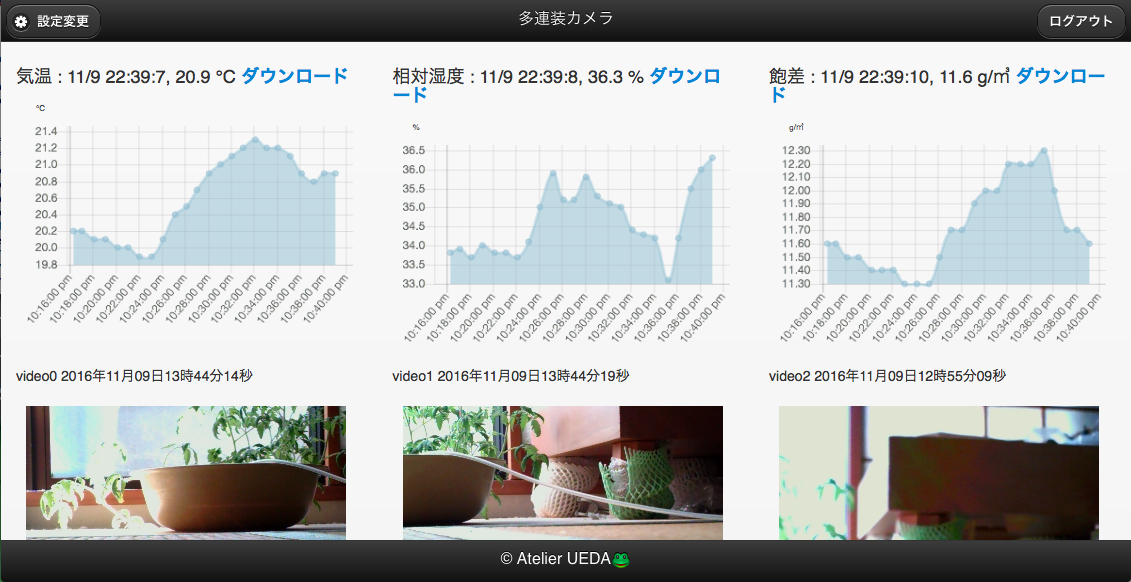 設定変更
多連装カメラ
ログアウト
気温 : 11/9 22:39:7, 20.9 ℃ ダウンロード
℃
21.4
21.2
21.0
20.8
20.6
20.4
20.2
20.0
19.8
10:16:00 pm
10:18:00 pm
10:20:00 pm
10:22:00 pm
10:24:00 pm
10:26:00 pm
10:28:00 pm
10:30:00 pm
10:32:00 pm
10:34:00 pm
10:36:00 pm
10:38:00 pm
10:40:00 pm
相対湿度 : 11/9 22:39:8, 36.3 % ダウンロ
ード
%
36.5
36.0
35.5
35.0
34.5
34.0
33.5
33.0
10:16:00 pm
10:18:00 pm
10:20:00 pm
10:22:00 pm
10:24:00 pm
10:26:00 pm
10:28:00 pm
10:30:00 pm
10:32:00 pm
10:34:00 pm
10:36:00 pm
10:38:00 pm
10:40:00 pm
飽差 : 11/9 22:39:10, 11.6 g/㎥ ダウンロー
ド
g/㎥
12.30
12.20
12.10
12.00
11.90
11.80
11.70
11.60
11.50
11.40
11.30
10:16:00 pm
10:18:00 pm
10:20:00 pm
10:22:00 pm
10:24:00 pm
10:26:00 pm
10:28:00 pm
10:30:00 pm
10:32:00 pm
10:34:00 pm
10:36:00 pm
10:38:00 pm
10:40:00 pm
video0 2016年11月09日13時44分14秒
video1 2016年11月09日13時44分19秒
video2 2016年11月09日12時55分09秒
© Atelier UEDA🐸